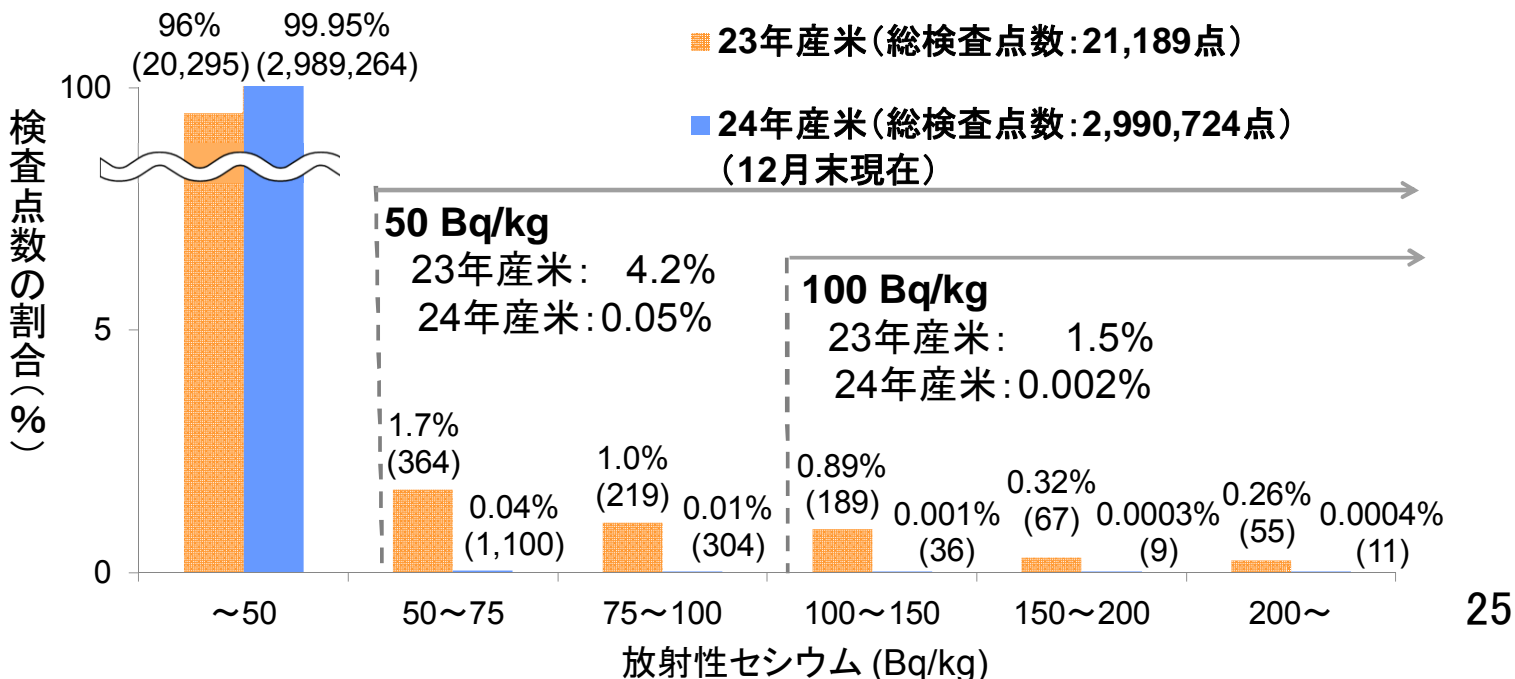 96% 99.95%
(20,295) (2,989,264)
23年産米(総検査点数:21,189点)
24年産米(総検査点数:2,990,724点)
(12月末現在)
検査点数の割合(%)
100
5
0
50 Bq/kg
23年産米: 4.2%
24年産米:0.05%
100 Bq/kg
23年産米: 1.5%
24年産米:0.002%
1.7%
(364)
0.04%
(1,100)
1.0%
(219)
0.01%
(304)
0.89%
(189)
0.001%
(36)
0.32%
(67)
0.0003%
(9)
0.26%
(55)
0.0004%
(11)
~50 50~75 75~100 100~150 150~200 200~
放射性セシウム (Bq/kg)
25